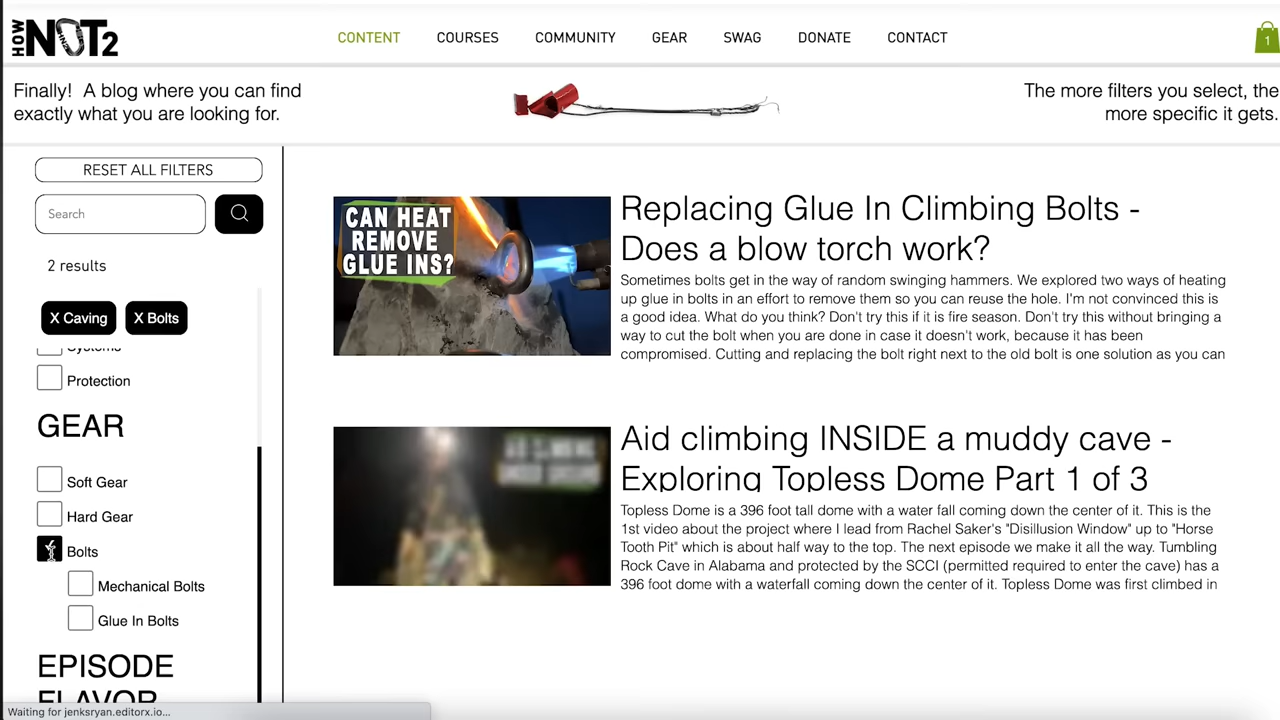 HOW NOT2
CONTENT COURSES COMMUNITY GEAR SWAG DONATE CONTACT
1
Finally! A blog where you can find
exactly what you are looking for.
The more filters you select, the
more specific it gets.
RESET ALL FILTERS
Search
2 results
X Caving X Bolts
Systems
Protection
GEAR
Soft Gear
Hard Gear
Bolts
Mechanical Bolts
Glue In Bolts
EPISODE
FLAVOR
CAN HEAT
REMOVE
GLUE INS?
Replacing Glue In Climbing Bolts -
Does a blow torch work?
Sometimes bolts get in the way of random swinging hammers. We explored two ways of heating
up glue in bolts in an effort to remove them so you can reuse the hole. I'm not convinced this is
a good idea. What do you think? Don't try this if it is fire season. Don't try this without bringing a
way to cut the bolt when you are done in case it doesn't work, because it has been
compromised. Cutting and replacing the bolt right next to the old bolt is one solution as you can
Aid climbing INSIDE a muddy cave -
Exploring Topless Dome Part 1 of 3
Topless Dome is a 396 foot tall dome with a water fall coming down the center of it. This is the
1st video about the project where I lead from Rachel Saker's "Disillusion Window" up to "Horse
Tooth Pit" which is about half way to the top. The next episode we make it all the way. Tumbling
Rock Cave in Alabama and protected by the SCCI (permitted required to enter the cave) has a
396 foot dome with a waterfall coming down the center of it. Topless Dome was first climbed in
Waiting for jenksryan.editorx.io...